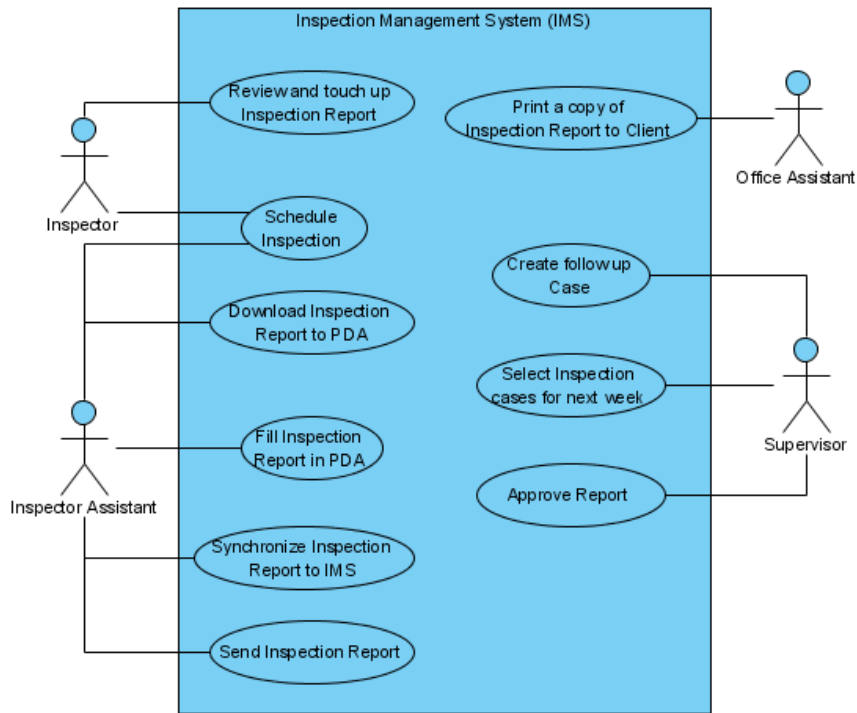 Inspection Management System (IMS)
Review and touch up
Inspection Report
Print a copy of
Inspection Report to Client
Office Assistant
Inspector
Schedule
Inspection
Create follow up
Case
Download Inspection
Report to PDA
Select Inspection
cases for next week
Supervisor
Fill Inspection
Report in PDA
Approve Report
Inspector Assistant
Synchronize Inspection
Report to IMS
Send Inspection Report